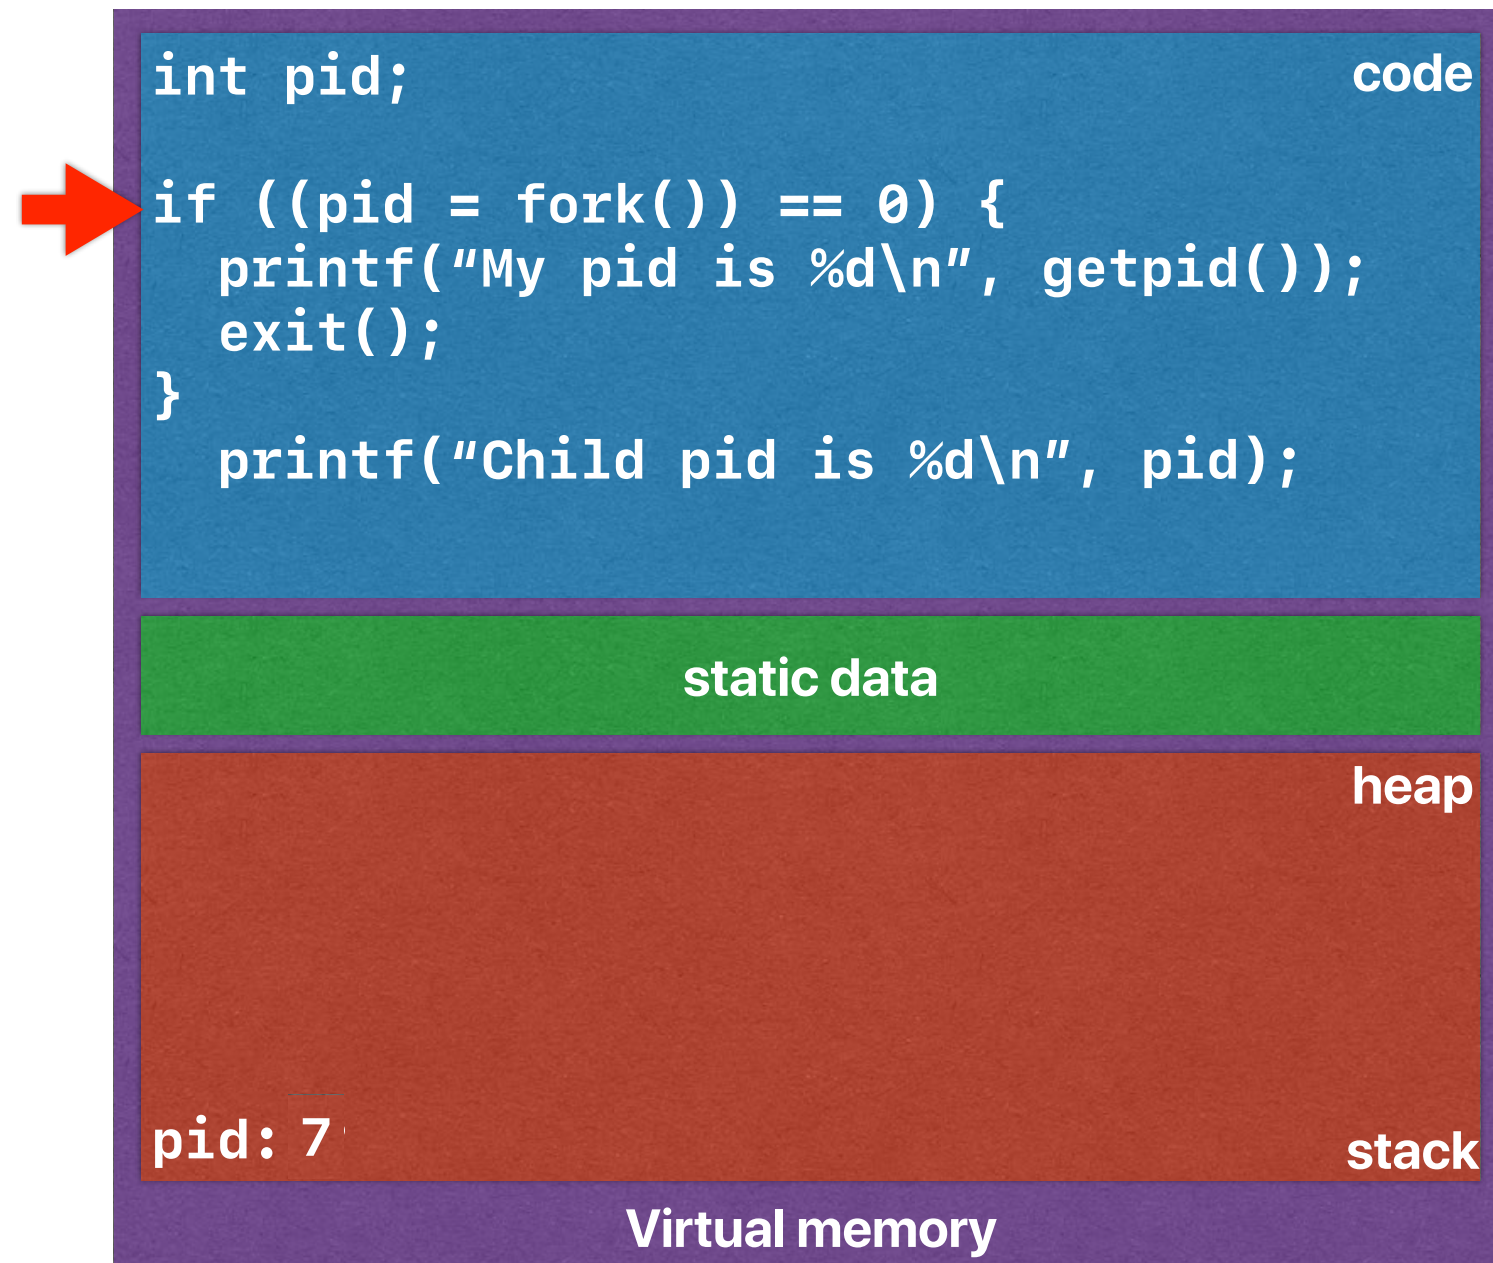 int pid;
code
if ((pid = fork()) == 0) {
printf(“My pid is %d\n”, getpid());
exit();
}
printf(“Child pid is %d\n”, pid);
static data
heap
pid: 7
stack
Virtual memory